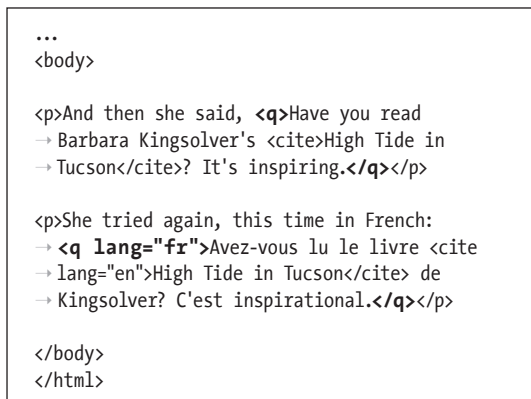 ...
<body>
<p>And then she said, <q>Have you read
→ Barbara Kingsolver's <cite>High Tide in
→ Tucson</cite>? It's inspiring.</q></p>
<p>She tried again, this time in French:
→ <q lang="fr">Avez-vous lu le livre <cite
→ lang="en">High Tide in Tucson</cite> de
→ Kingsolver? C'est inspirational.</q></p>
</body>
</html>